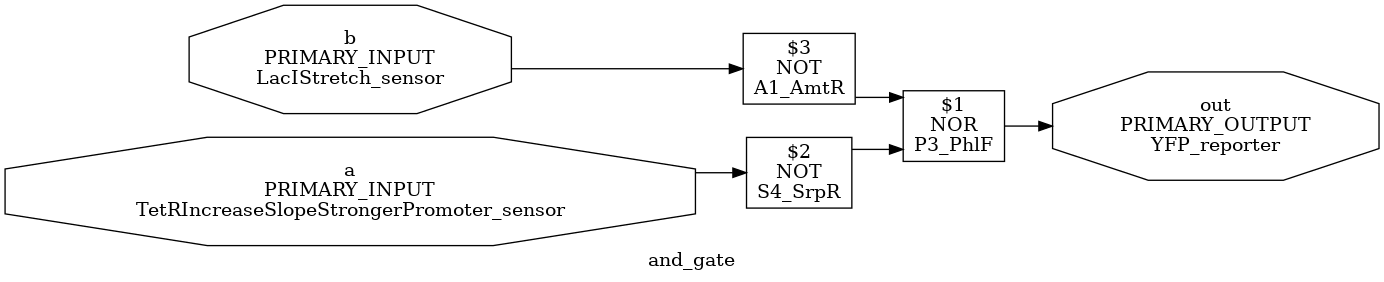 b
PRIMARY_INPUT
LacIStretch_sensor
$3
NOT
A1_AmtR
a
PRIMARY_INPUT
TetRIncreaseSlopeStrongerPromoter_sensor
$2
NOT
S4_SrpR
$1
NOR
P3_PhlF
out
PRIMARY_OUTPUT
YFP_reporter
and_gate